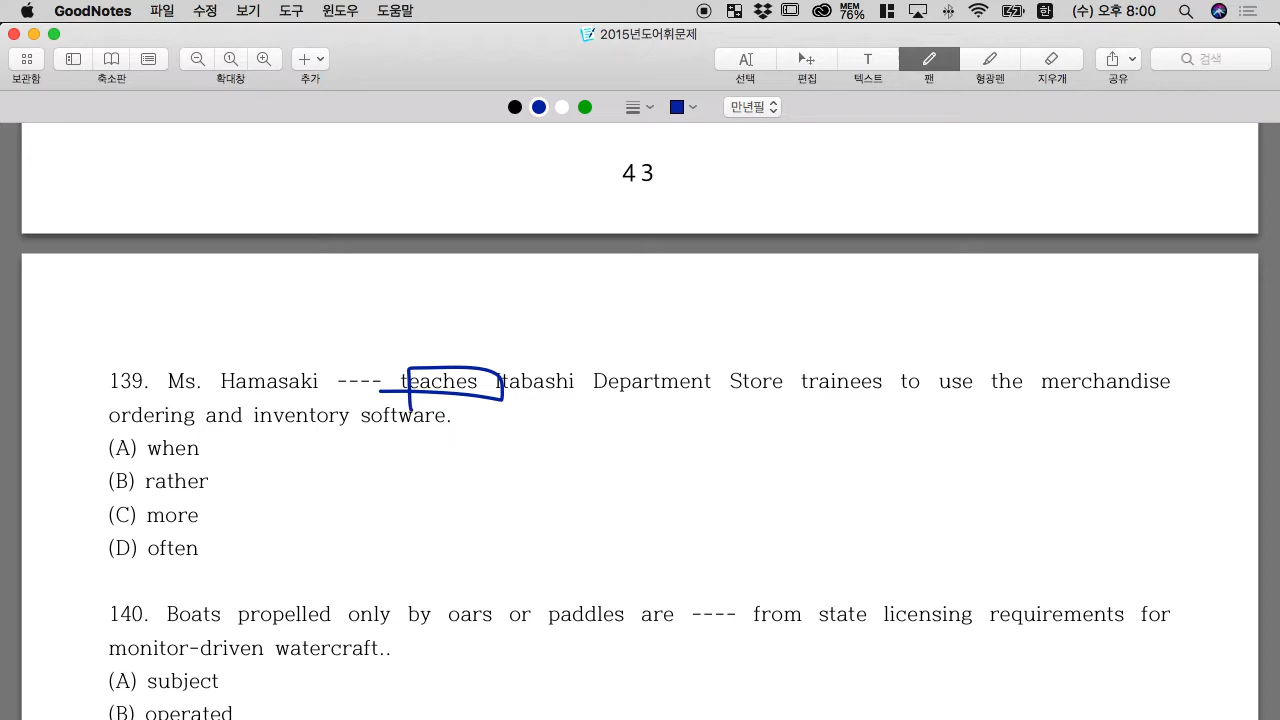 GoodNotes 파일 수정 보기 도구 윈도우 도움말 MEM 76% 한 (수) 오후 8:00
2015년도어휘문제
보관함 축소판 확대창 추가 선택 편집 텍스트 펜 형광펜 지우개 공유 검색
만년필
43
139. Ms. Hamasaki ---- teaches Itabashi Department Store trainees to use the merchandise
ordering and inventory software.
(A) when
(B) rather
(C) more
(D) often
140. Boats propelled only by oars or paddles are ---- from state licensing requirements for
monitor-driven watercraft..
(A) subject
(B) operated